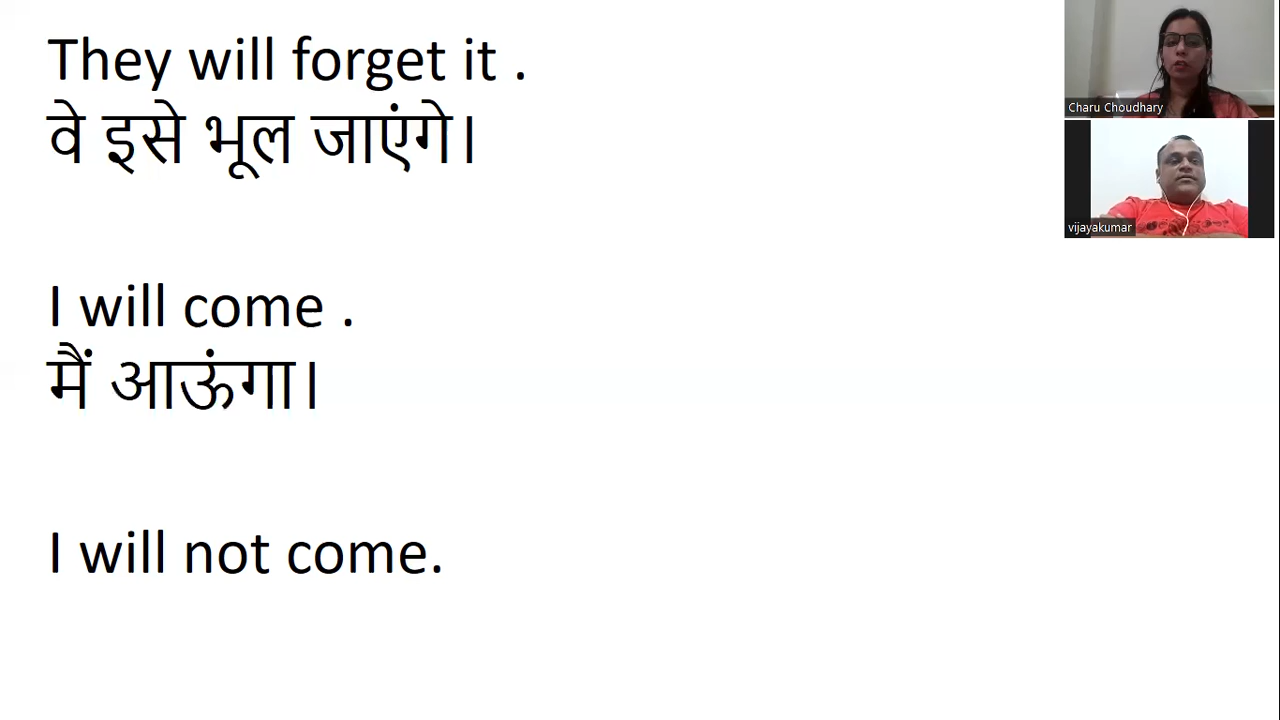 They will forget it .
वे इसे भूल जाएंगे।
I will come .
मैं आऊंगा।
I will not come.
Charu Choudhary
vijayakumar